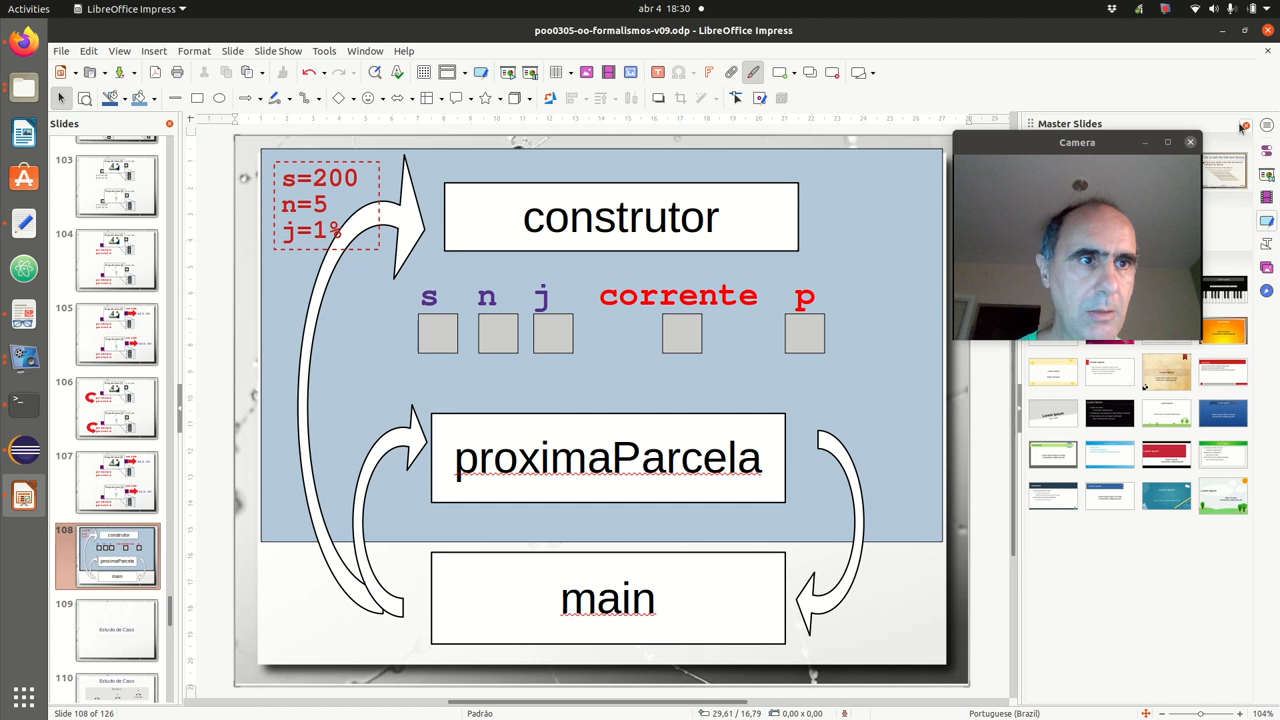 Activities LibreOffice Impress abr 4 18:30
poo0305-oo-formalismos-v09.odp - LibreOffice Impress
File Edit View Insert Format Slide Slide Show Tools Window Help
Slides
Master Slides
Camera
103
104
105
106
107
108
109
Estudo de Caso
110
s=200
n=5
j=1%
construtor
s n j corrente p
proximaParcela
main
Slide 108 of 126 Padrão 29,61 / 16,79 0,00 x 0,00 Portuguese (Brazil) 104%